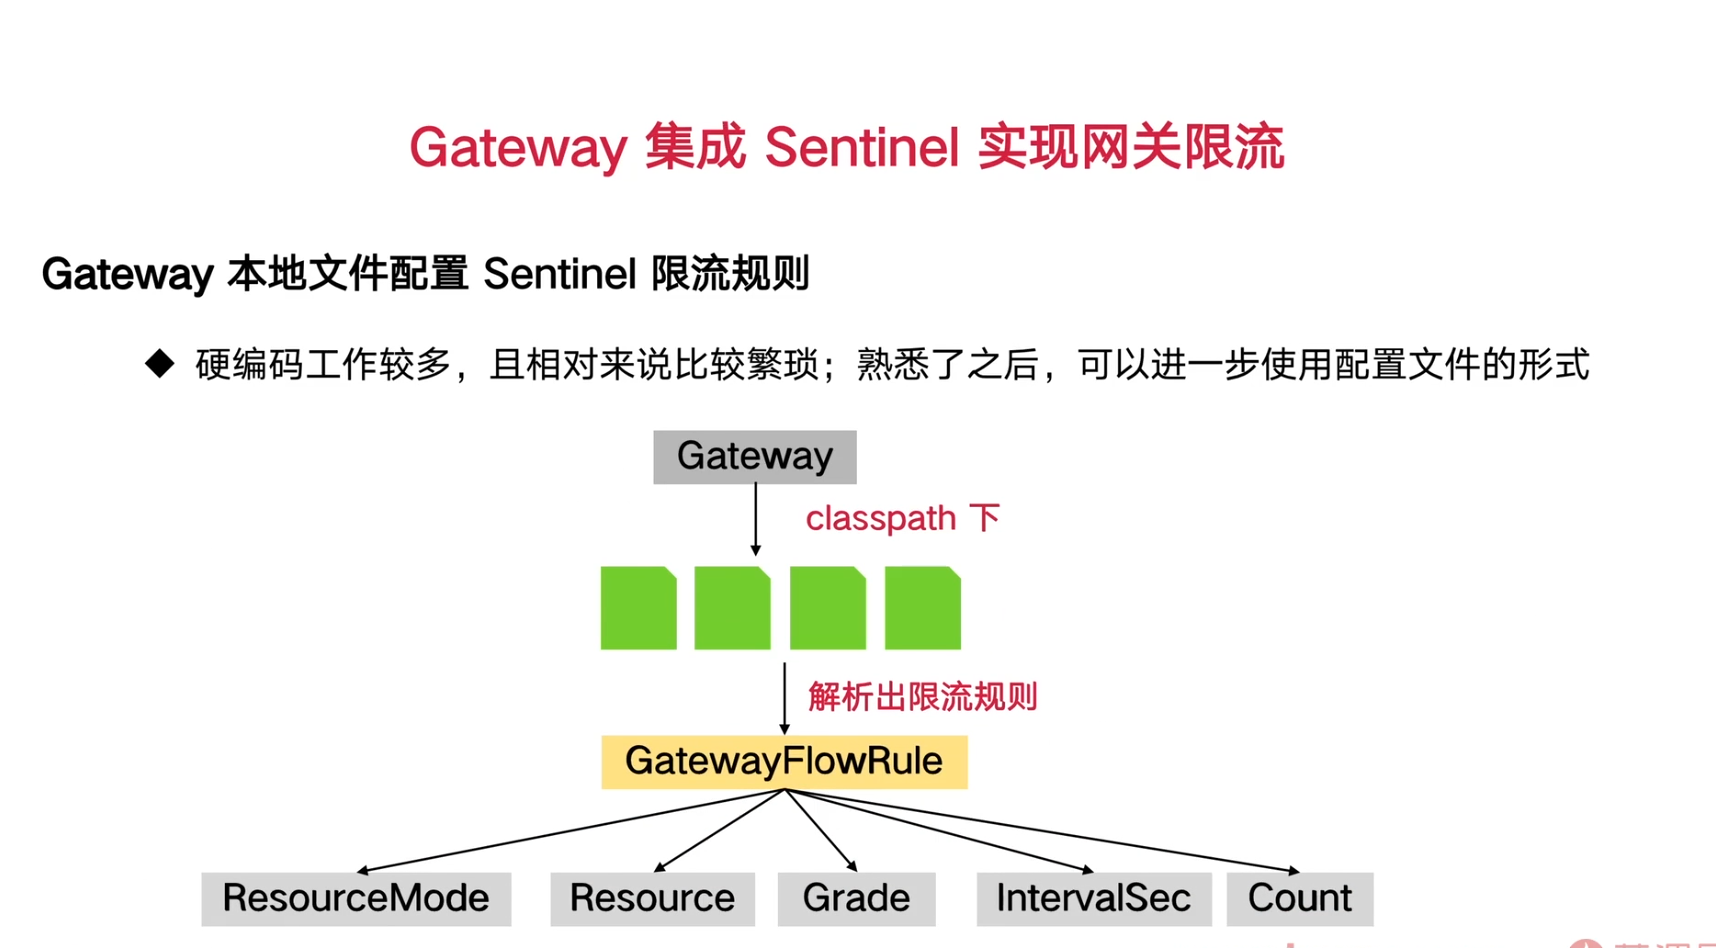 Gateway 集成 Sentinel 实现网关限流
Gateway 本地文件配置 Sentinel 限流规则
◆ 硬编码工作较多，且相对来说比较繁琐；熟悉了之后，可以进一步使用配置文件的形式
Gateway
classpath 下
解析出限流规则
GatewayFlowRule
ResourceMode Resource Grade IntervalSec Count